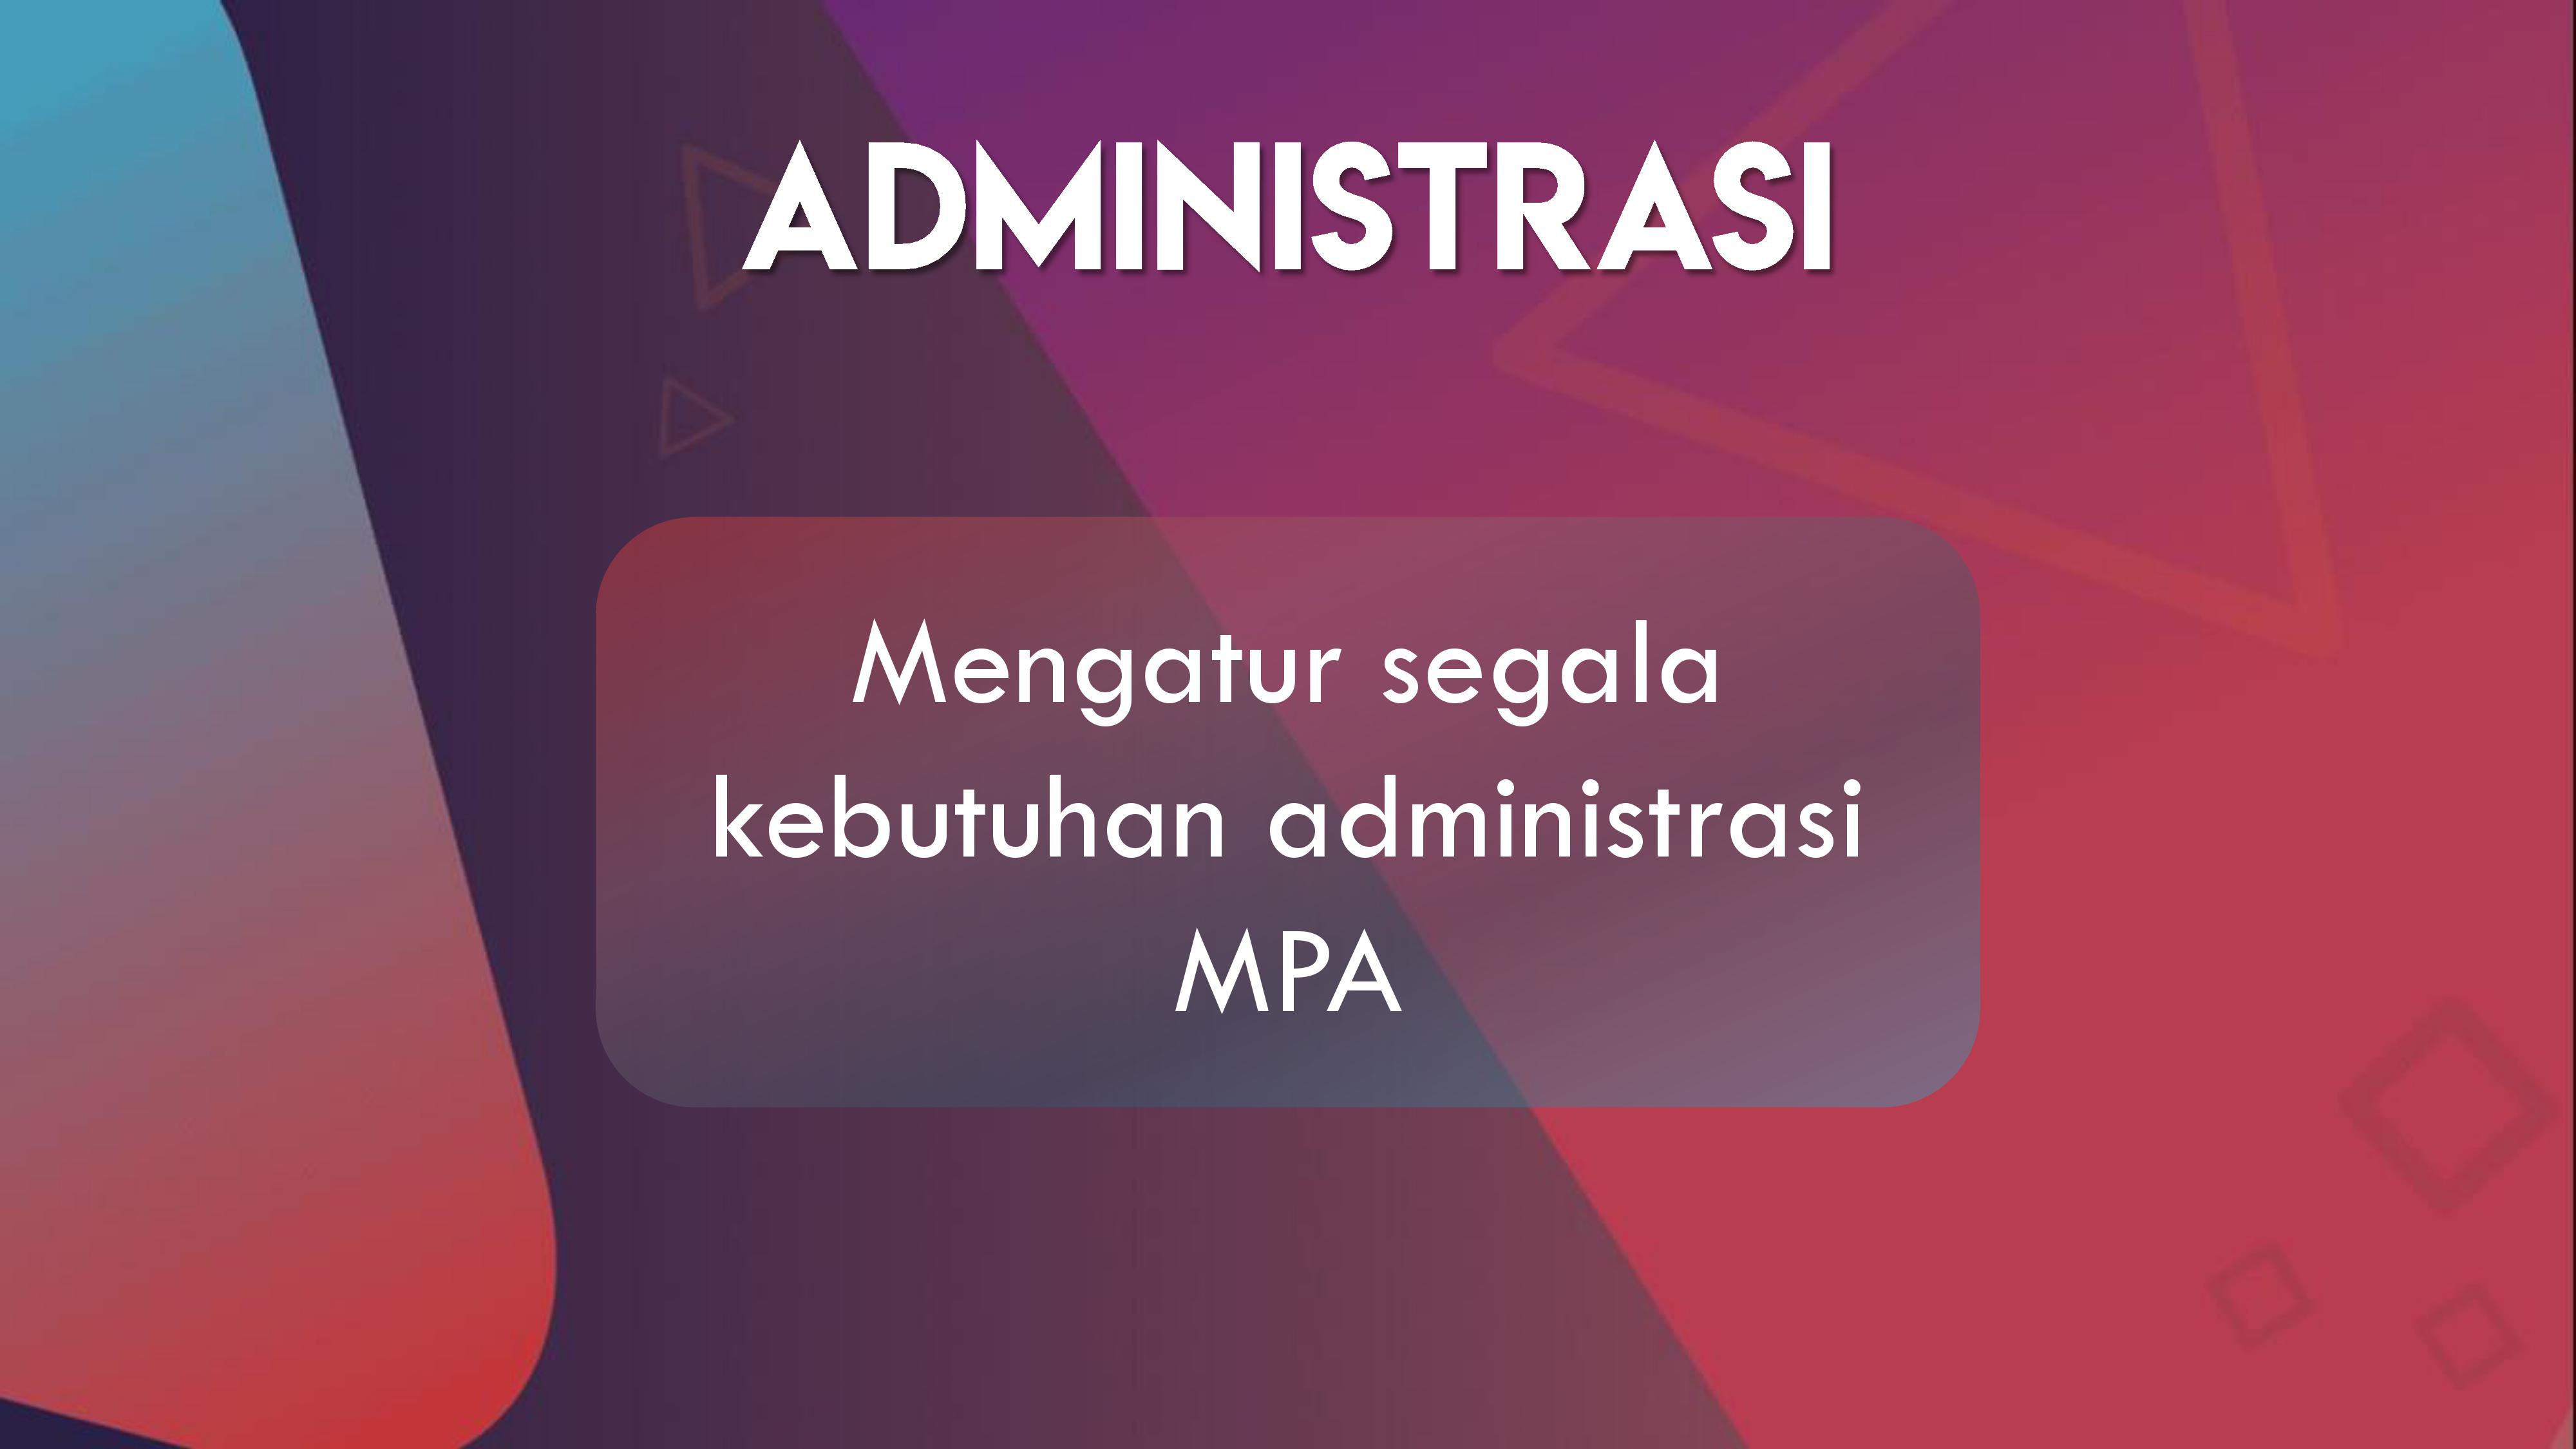 ADMINISTRASI
Mengatur segala
kebutuhan administrasi
MPA